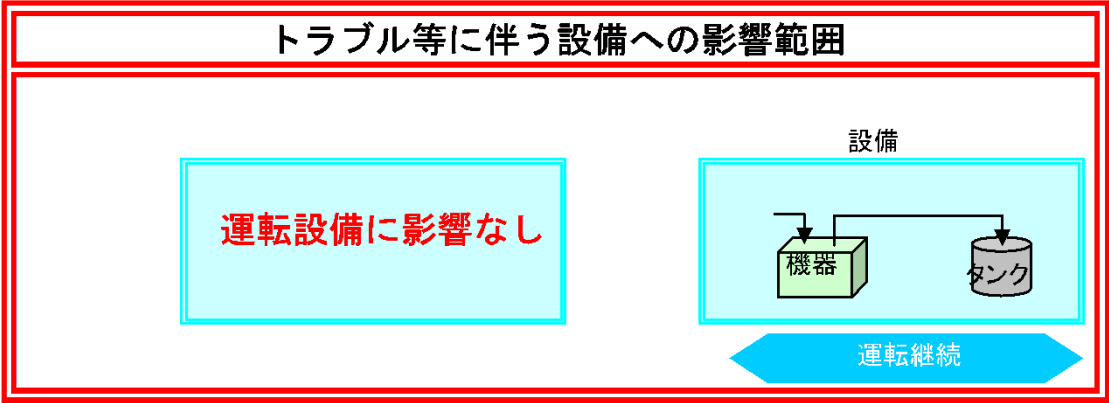 トラブル等に伴う設備への影響範囲
設備
運転設備に影響なし
機器
タンク
運転継続